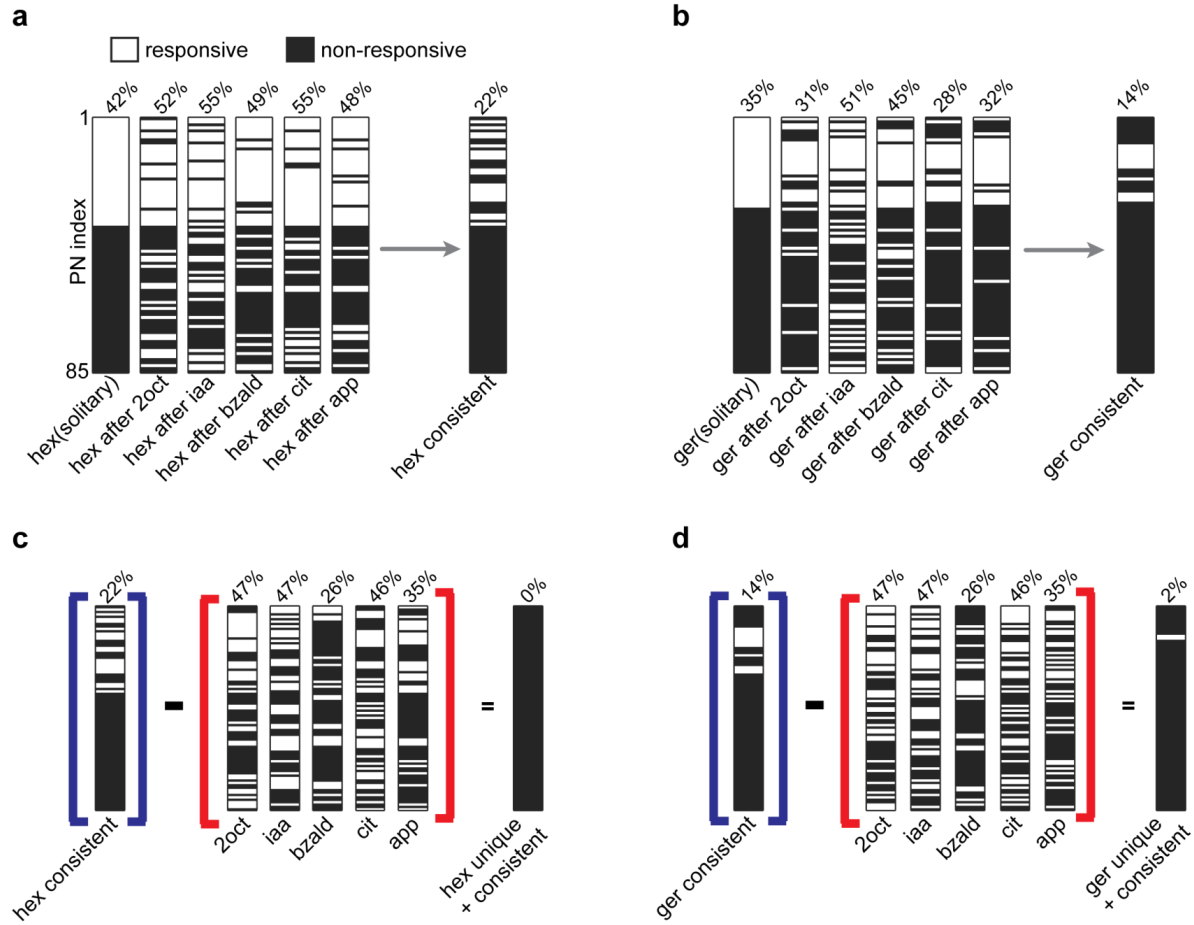 a
responsive
non-responsive
42%
52%
55%
49%
55%
48%
22%
1
PN index
85
hex(solitary)
hex after 2oct
hex after iaa
hex after bzald
hex after cit
hex after app
hex consistent
b
35%
31%
51%
45%
28%
32%
14%
ger(solitary)
ger after 2oct
ger after iaa
ger after bzald
ger after cit
ger after app
ger consistent
c
22%
47%
47%
26%
46%
35%
0%
-
=
hex consistent
2oct
iaa
bzald
cit
app
hex unique
+ consistent
d
14%
47%
47%
26%
46%
35%
2%
-
=
ger consistent
2oct
iaa
bzald
cit
app
ger unique
+ consistent